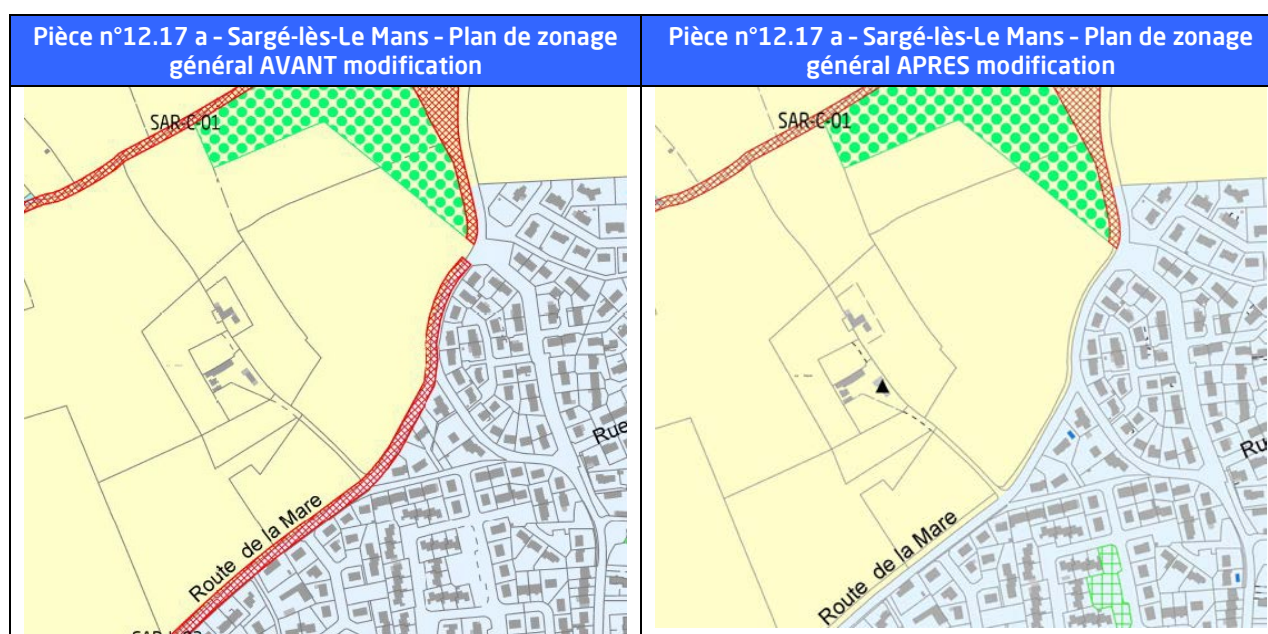 Pièce n°12.17 a – Sargé-lès-Le Mans – Plan de zonage
général AVANT modification
Pièce n°12.17 a – Sargé-lès-Le Mans – Plan de zonage
général APRES modification
SAR-C-01
SAR-C-01
Rue
Ru
Route de la Mare
Route de la Mare